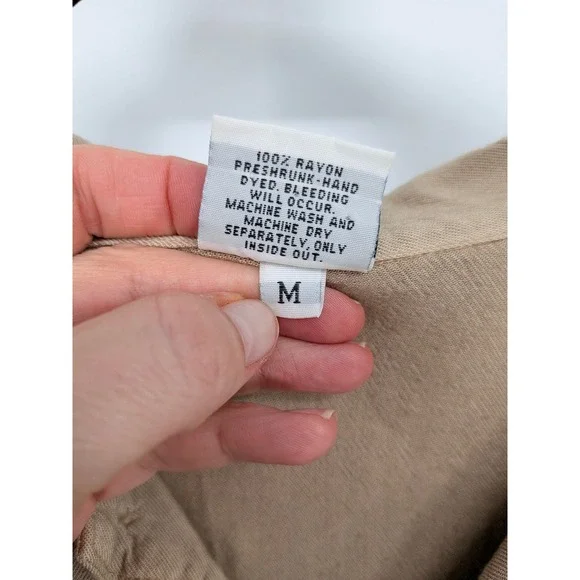 100% RAYON
PRESHRUNK-HAND
DYED. BLEEDING
WILL OCCUR.
MACHINE WASH AND
MACHINE DRY
SEPARATELY, ONLY
INSIDE OUT.
M